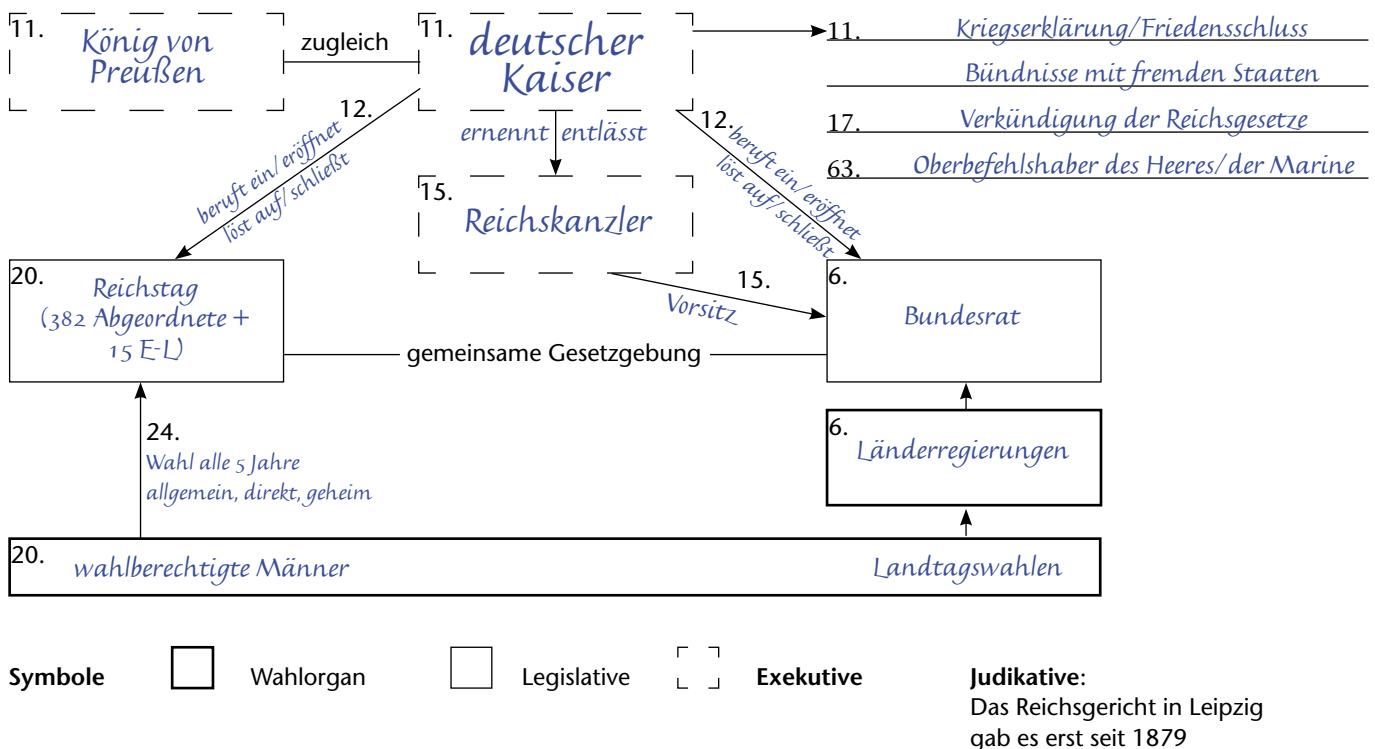 11.
König von
Preußen
zugleich
11.
deutscher
Kaiser
11. Kriegserklärung/Friedensschluss
Bündnisse mit fremden Staaten
17. Verkündigung der Reichsgesetze
63. Oberbefehlshaber des Heeres/der Marine
12.
beruft ein/eröffnet
löst auf/schließt
ernennt entlässt
12. beruft ein/eröffnet
löst auf/schließt
15.
Reichskanzler
15.
Vorsitz
20.
Reichstag
(382 Abgeordnete +
15 E-L)
gemeinsame Gesetzgebung
6.
Bundesrat
24.
Wahl alle 5 Jahre
allgemein, direkt, geheim
6.
Länderregierungen
20. wahlberechtigte Männer
Landtagswahlen
Symbole
Wahlorgan
Legislative
Exekutive
Judikative:
Das Reichsgericht in Leipzig
gab es erst seit 1879